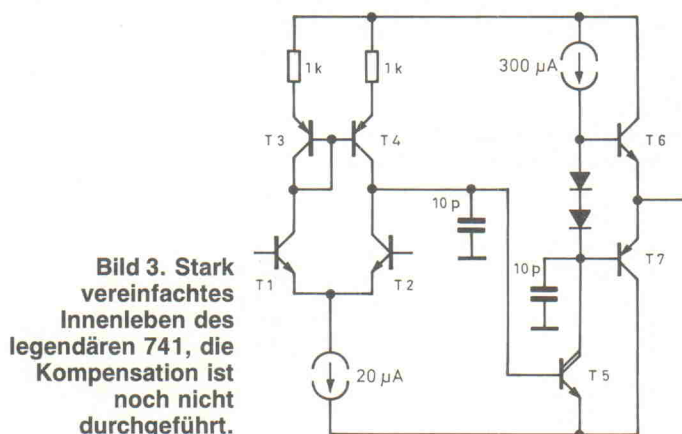 1k
1k
300 µA
T3
T4
T6
10p
10p
T1
T2
T7
T5
20 µA
Bild 3. Stark
vereinfachtes
Innenleben des
legendären 741, die
Kompensation ist
noch nicht
durchgeführt.